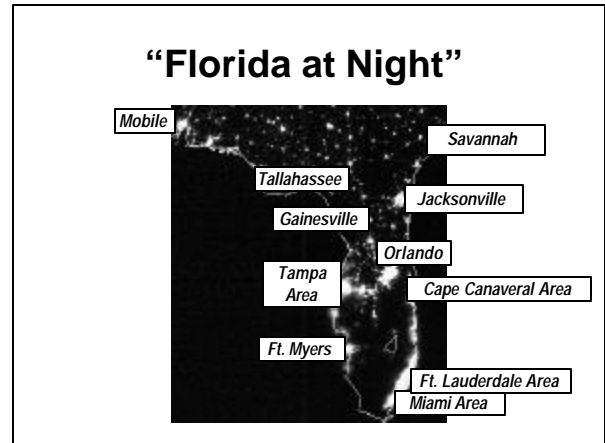 “Florida at Night”
Mobile
Savannah
Tallahassee
Jacksonville
Gainesville
Orlando
Tampa
Area
Cape Canaveral Area
Ft. Myers
Ft. Lauderdale Area
Miami Area